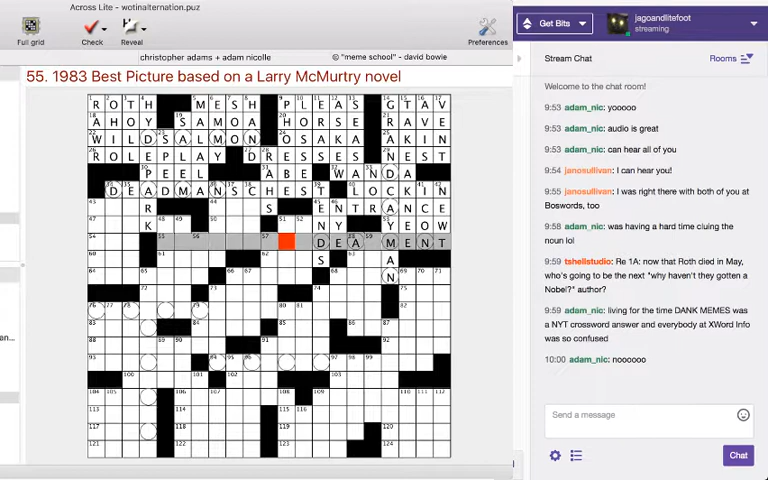 Across Lite - wotinalternation.puz
Full grid
Check
Reveal
Preferences
christopher adams + adam nicolle
© "meme school" - david bowie
55. 1983 Best Picture based on a Larry McMurtry novel
ROTH MESH PLEAS GTAV
AHOY SAMOA HORSE RAVE
WILDSALMON OSAKA AKIN
ROLEPLAY DRESSES NEST
PEEL ABE WANDA
DEADMANSCHEST LOCKIN
R S ENTRANCE
K N YEOW
DEAMENT
S A
N
Get Bits
jagoandlitefoot
streaming
Stream Chat
Rooms
Welcome to the chat room!
9:53 adam_nic: yooooo
9:53 adam_nic: audio is great
9:53 adam_nic: can hear all of you
9:54 janosullivan: I can hear you!
9:55 janosullivan: I was right there with both of you at
Boswords, too
9:58 adam_nic: was having a hard time cluing the
noun lol
9:59 tshellstudio: Re 1A: now that Roth died in May,
who's going to be the next "why haven't they gotten a
Nobel?" author?
9:59 adam_nic: living for the time DANK MEMES was
a NYT crossword answer and everybody at XWord Info
was so confused
10:00 adam_nic: noooooo
Send a message
Chat